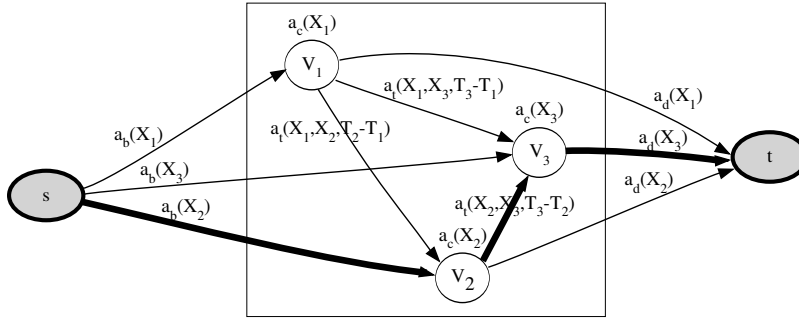 a_c(X_1)
V_1
a_t(X_1,X_3,T_3-T_1)
a_d(X_1)
a_c(X_3)
a_b(X_1)
a_t(X_1,X_2,T_2-T_1)
a_d(X_3)
V_3
t
a_b(X_3)
a_d(X_2)
s
a_b(X_2)
a_t(X_2,X_3,T_3-T_2)
a_c(X_2)
V_2